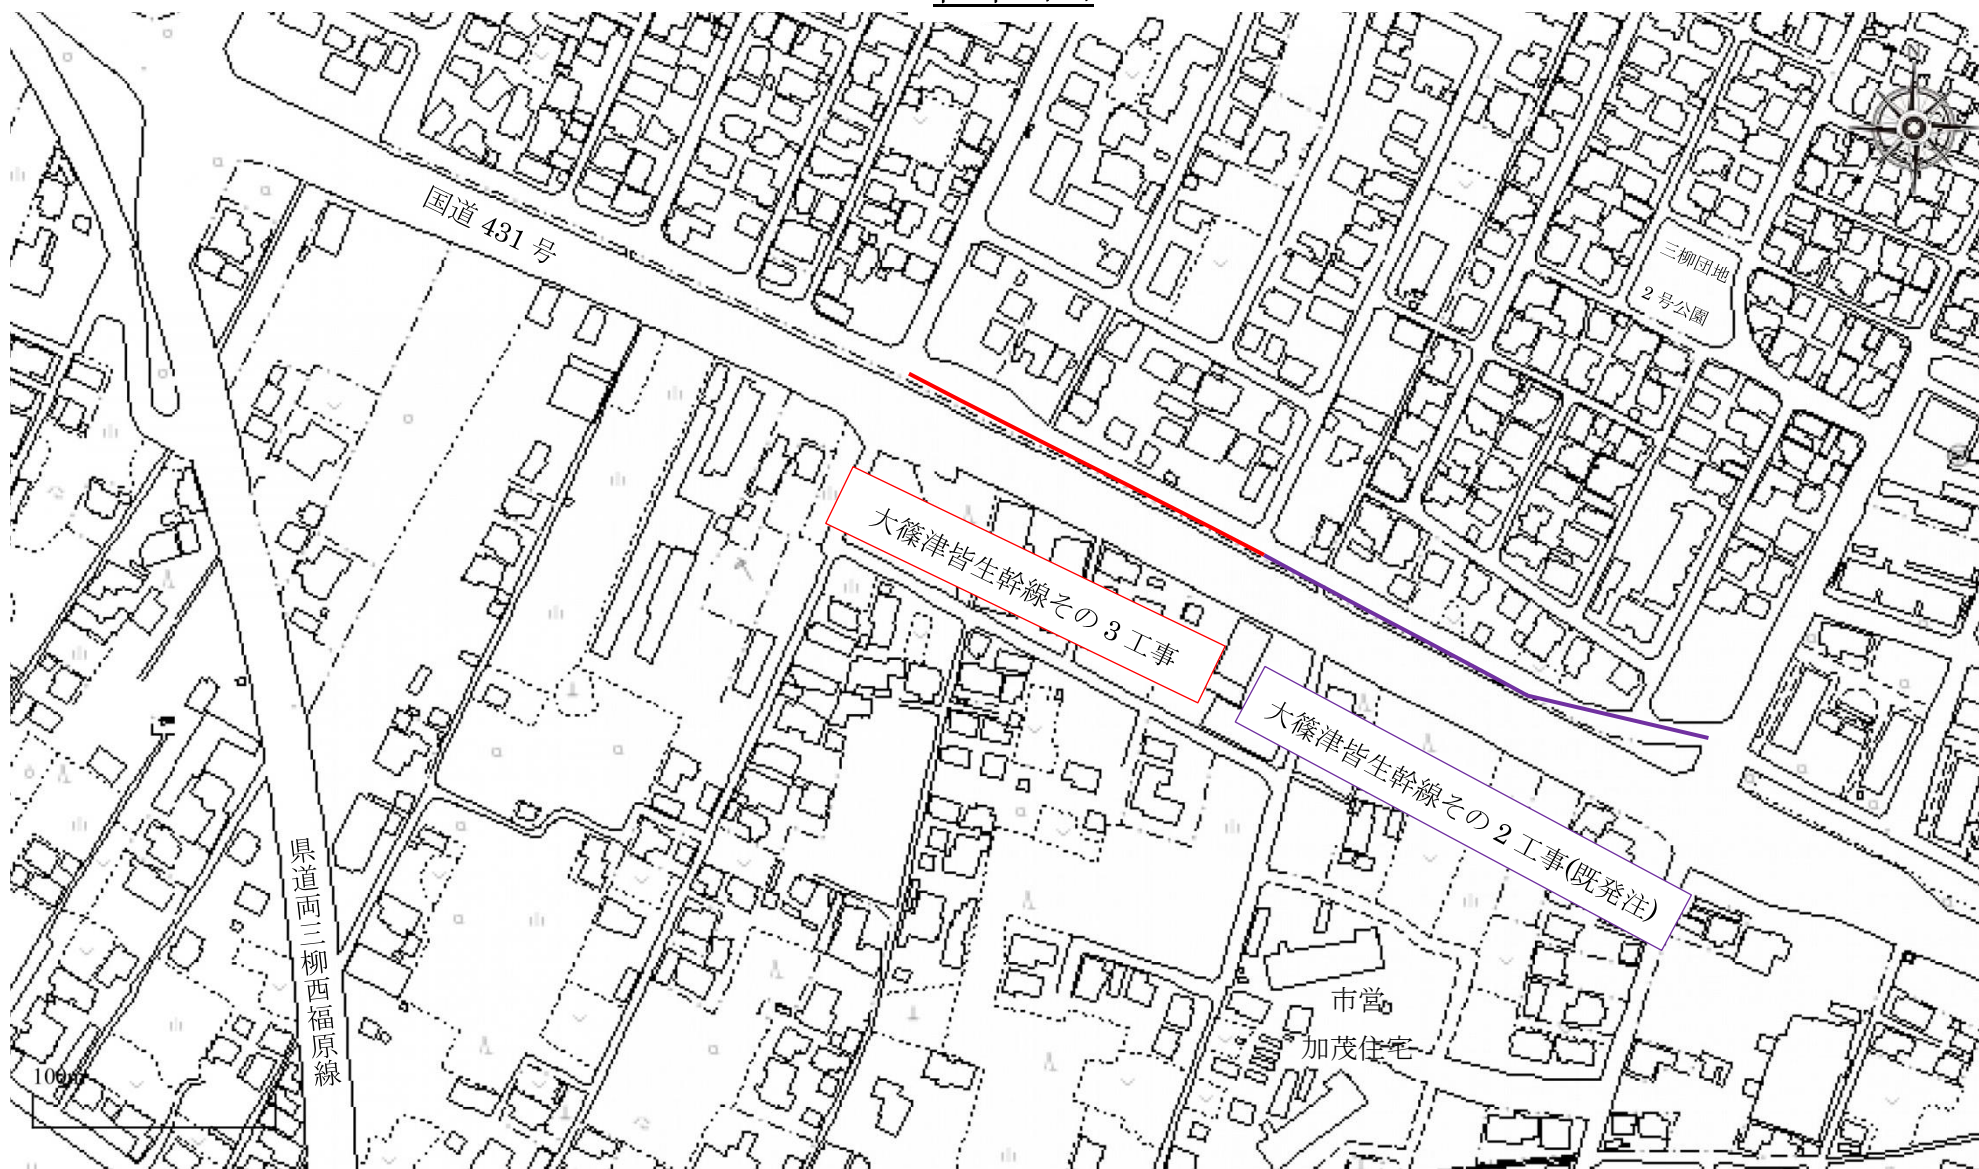 N
国道 431 号
三柳団地
2 号公園
大篠津皆生幹線その 3 工事
大篠津皆生幹線その 2 工事(既発注)
県道両三柳西福原線
市営
加茂住宅
100m